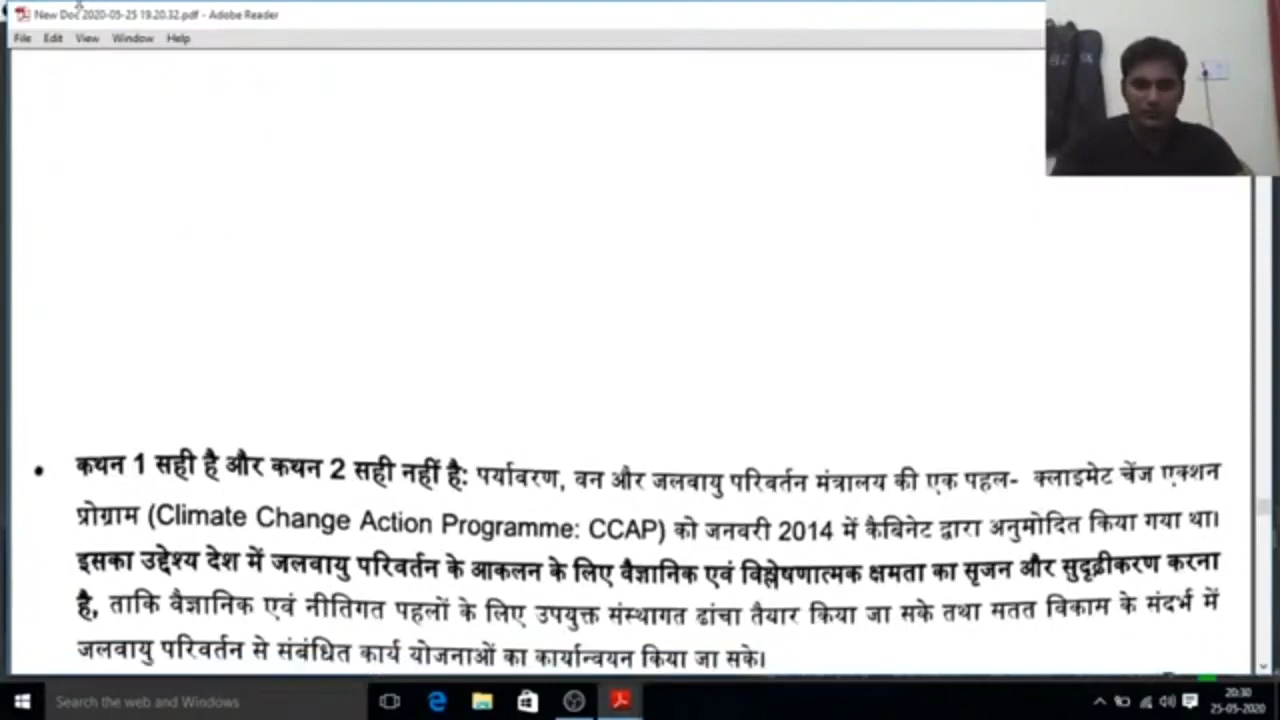 New Doc 2020-05-25 19.20.32.pdf - Adobe Reader
File Edit View Window Help
• कथन 1 सही है और कथन 2 सही नहीं है: पर्यावरण, वन और जलवायु परिवर्तन मंत्रालय की एक पहल- क्लाइमेट चेंज एक्शन
प्रोग्राम (Climate Change Action Programme: CCAP) को जनवरी 2014 में कैबिनेट द्वारा अनुमोदित किया गया था।
इसका उद्देश्य देश में जलवायु परिवर्तन के आकलन के लिए वैज्ञानिक एवं विश्लेषणात्मक क्षमता का सृजन और सुदृढ़ीकरण करना
है, ताकि वैज्ञानिक एवं नीतिगत पहलों के लिए उपयुक्त संस्थागत ढांचा तैयार किया जा सके तथा सतत विकास के संदर्भ में
जलवायु परिवर्तन से संबंधित कार्य योजनाओं का कार्यान्वयन किया जा सके।
Search the web and Windows
20:30
25-05-2020